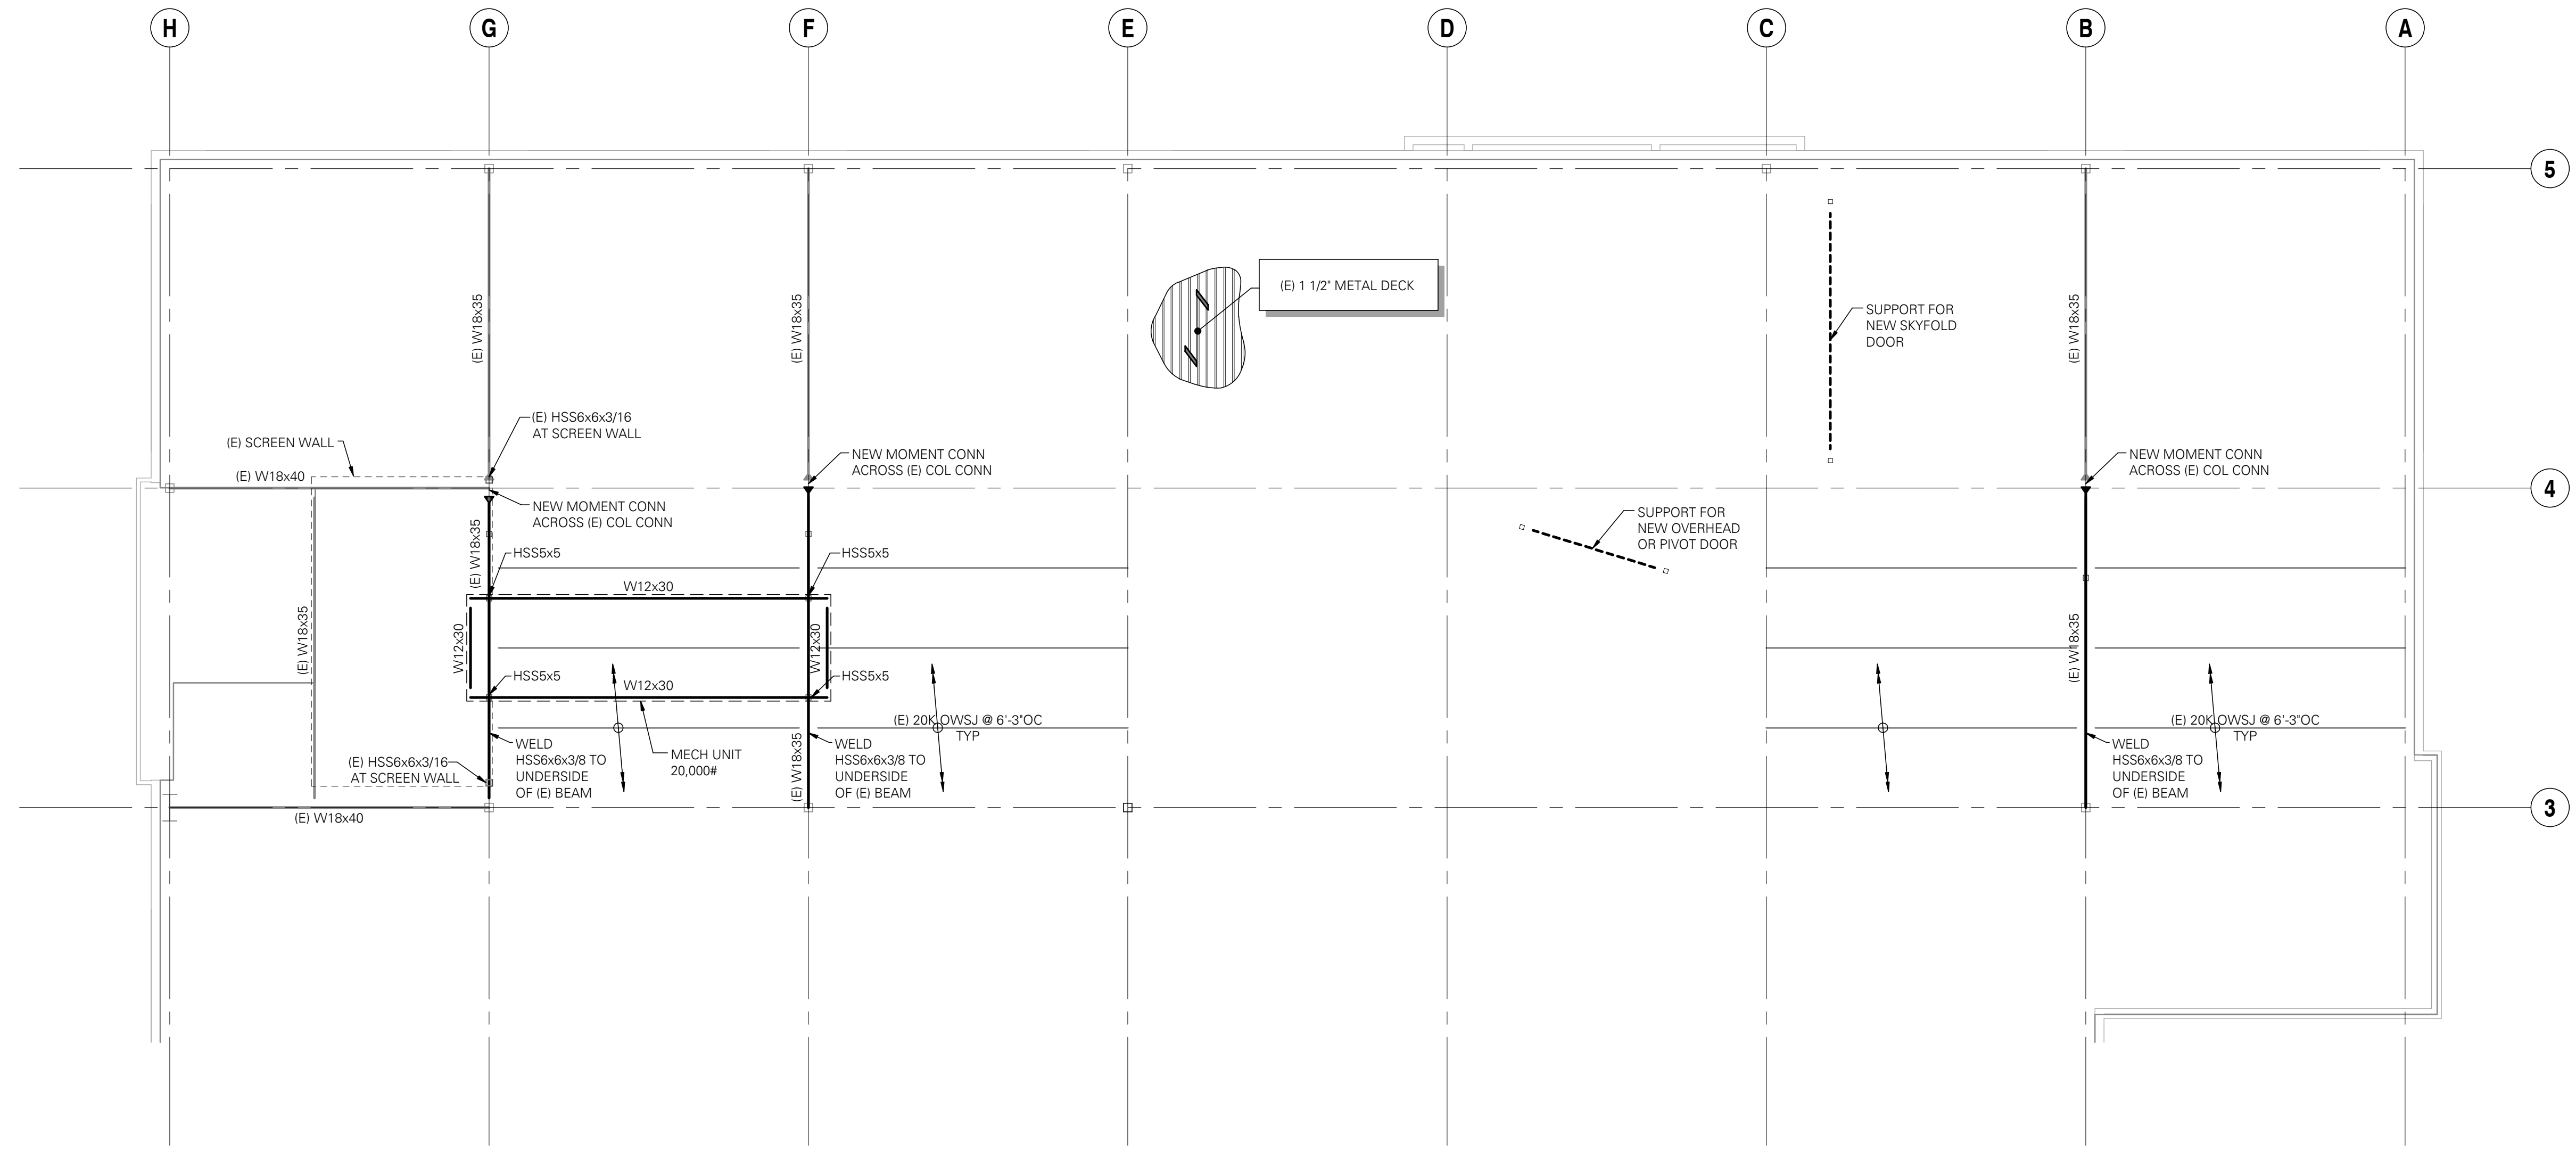 H
G
F
E
D
C
B
A
5
(E) 1 1/2" METAL DECK
(E) W18x35
(E) W18x35
(E) W18x35
SUPPORT FOR
NEW SKYFOLD
DOOR
(E) HSS6x6x3/16
AT SCREEN WALL
(E) SCREEN WALL
(E) W18x40
NEW MOMENT CONN
ACROSS (E) COL CONN
NEW MOMENT CONN
ACROSS (E) COL CONN
4
NEW MOMENT CONN
ACROSS (E) COL CONN
SUPPORT FOR
NEW OVERHEAD
OR PIVOT DOOR
(E) W18x35
HSS5x5
HSS5x5
W12x30
(E) W18x35
W12x30
W12x30
(E) W18x35
HSS5x5
W12x30
HSS5x5
(E) 20K OWSJ @ 6'-3"OC
TYP
(E) 20K OWSJ @ 6'-3"OC
TYP
(E) HSS6x6x3/16
AT SCREEN WALL
WELD
HSS6x6x3/8 TO
UNDERSIDE
OF (E) BEAM
MECH UNIT
20,000#
(E) W18x35
WELD
HSS6x6x3/8 TO
UNDERSIDE
OF (E) BEAM
WELD
HSS6x6x3/8 TO
UNDERSIDE
OF (E) BEAM
3
(E) W18x40